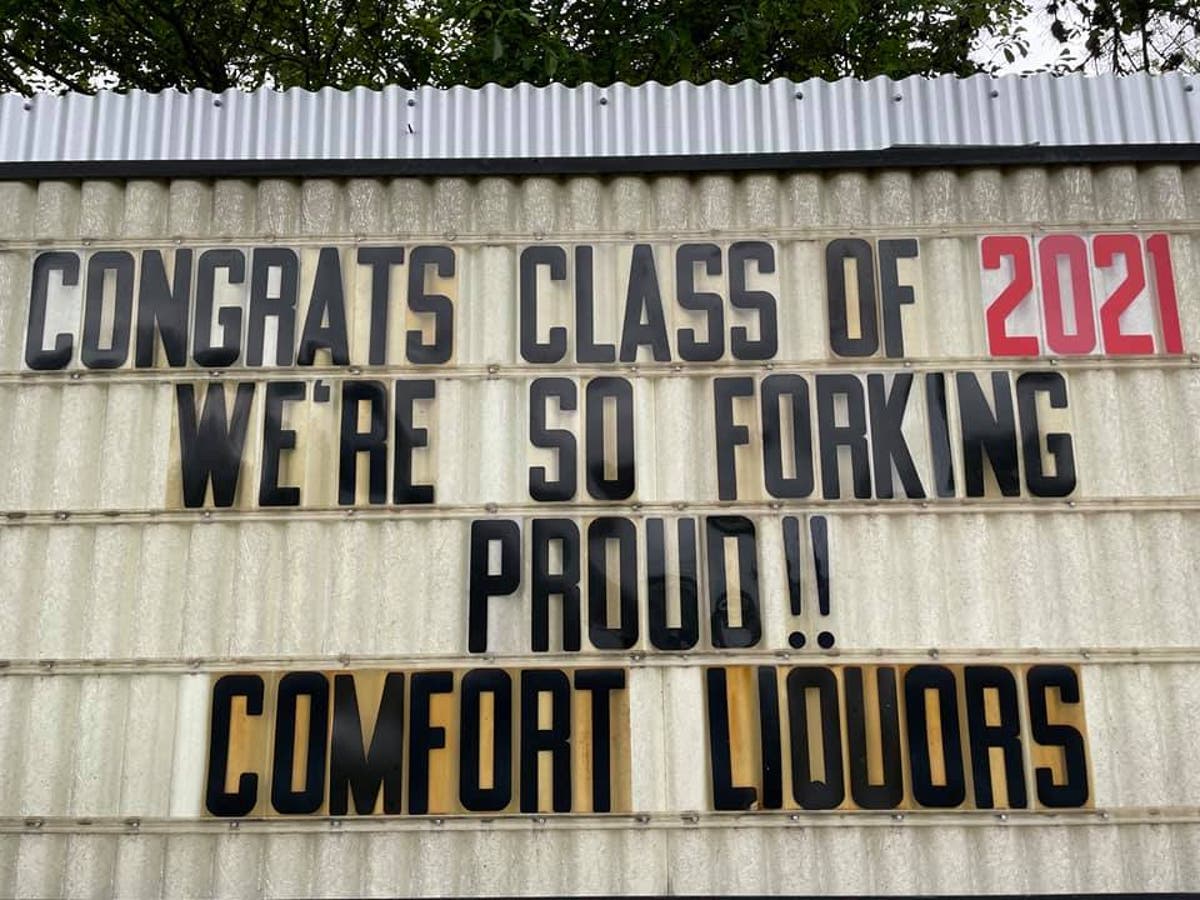 CONGRATS CLASS OF 2021
WE'RE SO FORKING
PROUD!!
COMFORT LIQUORS